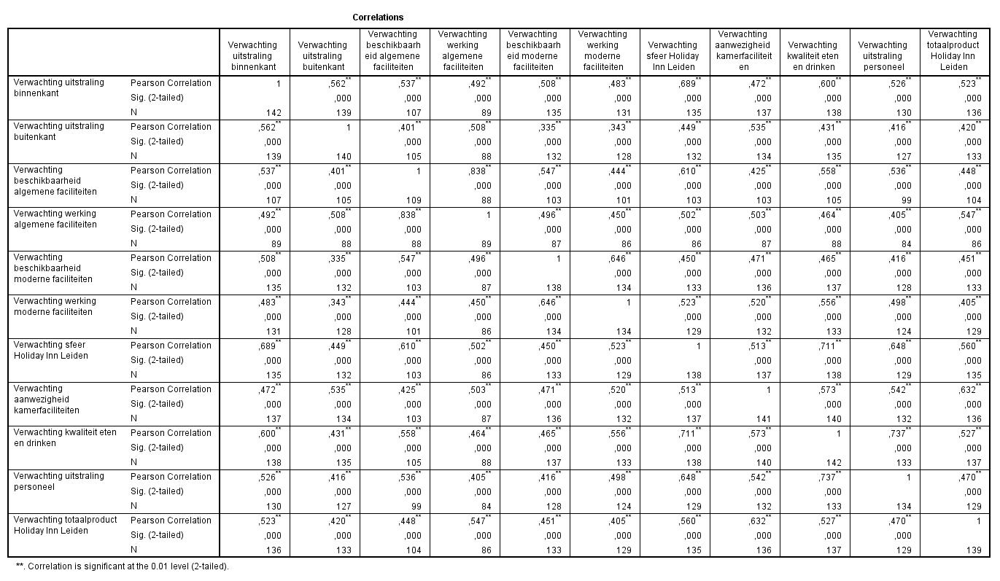 Correlations
Verwachting uitstraling binnenkant
Verwachting uitstraling buitenkant
Verwachting beschikbaarh eid algemene faciliteiten
Verwachting werking algemene faciliteiten
Verwachting beschikbaarh eid moderne faciliteiten
Verwachting werking moderne faciliteiten
Verwachting sfeer Holiday Inn Leiden
Verwachting aanwezigheid kamerfaciliteit en
Verwachting kwaliteit eten en drinken
Verwachting uitstraling personeel
Verwachting totaalproduct Holiday Inn Leiden
Verwachting uitstraling binnenkant
Pearson Correlation 1 ,562** ,537** ,492** ,508** ,483** ,689** ,472** ,600** ,526** ,523**
Sig. (2-tailed) ,000 ,000 ,000 ,000 ,000 ,000 ,000 ,000 ,000 ,000
N 142 139 107 89 135 131 135 137 138 130 136
Verwachting uitstraling buitenkant
Pearson Correlation ,562** 1 ,401** ,508** ,335** ,343** ,449** ,535** ,431** ,416** ,420**
Sig. (2-tailed) ,000 ,000 ,000 ,000 ,000 ,000 ,000 ,000 ,000 ,000
N 139 140 105 88 132 128 132 134 135 127 133
Verwachting beschikbaarheid algemene faciliteiten
Pearson Correlation ,537** ,401** 1 ,838** ,547** ,444** ,610** ,425** ,558** ,536** ,448**
Sig. (2-tailed) ,000 ,000 ,000 ,000 ,000 ,000 ,000 ,000 ,000 ,000
N 107 105 109 88 103 101 103 103 105 99 104
Verwachting werking algemene faciliteiten
Pearson Correlation ,492** ,508** ,838** 1 ,496** ,450** ,502** ,503** ,464** ,405** ,547**
Sig. (2-tailed) ,000 ,000 ,000 ,000 ,000 ,000 ,000 ,000 ,000 ,000
N 89 88 88 89 87 86 86 87 88 84 86
Verwachting beschikbaarheid moderne faciliteiten
Pearson Correlation ,508** ,335** ,547** ,496** 1 ,646** ,450** ,471** ,465** ,416** ,451**
Sig. (2-tailed) ,000 ,000 ,000 ,000 ,000 ,000 ,000 ,000 ,000 ,000
N 135 132 103 87 138 134 133 136 137 128 133
Verwachting werking moderne faciliteiten
Pearson Correlation ,483** ,343** ,444** ,450** ,646** 1 ,523** ,520** ,556** ,498** ,405**
Sig. (2-tailed) ,000 ,000 ,000 ,000 ,000 ,000 ,000 ,000 ,000 ,000
N 131 128 101 86 134 134 129 132 133 124 129
Verwachting sfeer Holiday Inn Leiden
Pearson Correlation ,689** ,449** ,610** ,502** ,450** ,523** 1 ,513** ,711** ,648** ,560**
Sig. (2-tailed) ,000 ,000 ,000 ,000 ,000 ,000 ,000 ,000 ,000 ,000
N 135 132 103 86 133 129 138 137 138 129 135
Verwachting aanwezigheid kamerfaciliteiten
Pearson Correlation ,472** ,535** ,425** ,503** ,471** ,520** ,513** 1 ,573** ,542** ,632**
Sig. (2-tailed) ,000 ,000 ,000 ,000 ,000 ,000 ,000 ,000 ,000 ,000
N 137 134 103 87 136 132 137 141 140 132 136
Verwachting kwaliteit eten en drinken
Pearson Correlation ,600** ,431** ,558** ,464** ,465** ,556** ,711** ,573** 1 ,737** ,527**
Sig. (2-tailed) ,000 ,000 ,000 ,000 ,000 ,000 ,000 ,000 ,000 ,000
N 138 135 105 88 137 133 138 140 142 133 137
Verwachting uitstraling personeel
Pearson Correlation ,526** ,416** ,536** ,405** ,416** ,498** ,648** ,542** ,737** 1 ,470**
Sig. (2-tailed) ,000 ,000 ,000 ,000 ,000 ,000 ,000 ,000 ,000 ,000
N 130 127 99 84 128 124 129 132 133 134 129
Verwachting totaalproduct Holiday Inn Leiden
Pearson Correlation ,523** ,420** ,448** ,547** ,451** ,405** ,560** ,632** ,527** ,470** 1
Sig. (2-tailed) ,000 ,000 ,000 ,000 ,000 ,000 ,000 ,000 ,000 ,000
N 136 133 104 86 133 129 135 136 137 129 139
**. Correlation is significant at the 0.01 level (2-tailed).